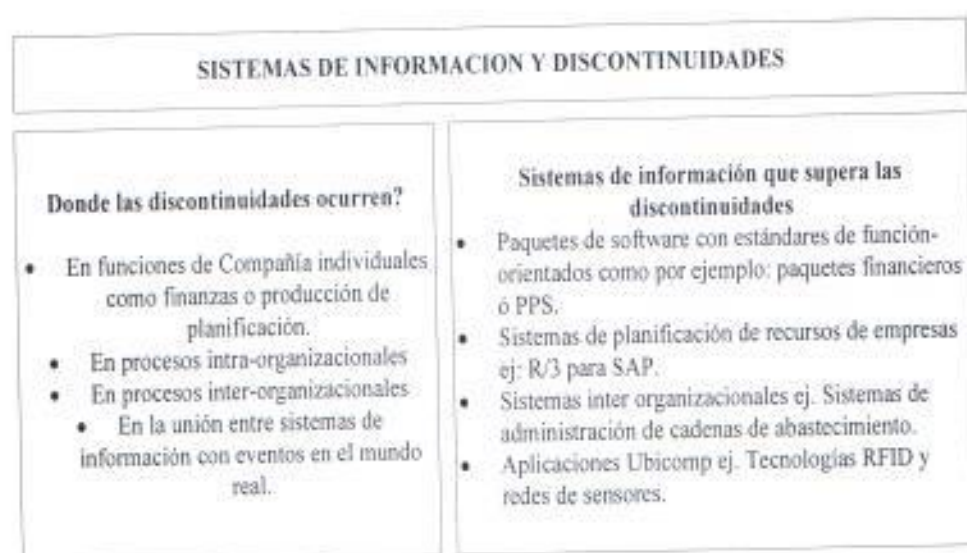 SISTEMAS DE INFORMACION Y DISCONTINUIDADES
Donde las discontinuidades ocurren?
• En funciones de Compañía individuales
como finanzas o producción de
planificación.
• En procesos intra-organizacionales
• En procesos inter-organizacionales
• En la unión entre sistemas de
información con eventos en el mundo
real.
Sistemas de información que supera las
discontinuidades
• Paquetes de software con estándares de función-
orientados como por ejemplo: paquetes financieros
ó PPS.
• Sistemas de planificación de recursos de empresas
ej: R/3 para SAP.
• Sistemas inter organizacionales ej. Sistemas de
administración de cadenas de abastecimiento.
• Aplicaciones Ubicomp ej. Tecnologías RFID y
redes de sensores.